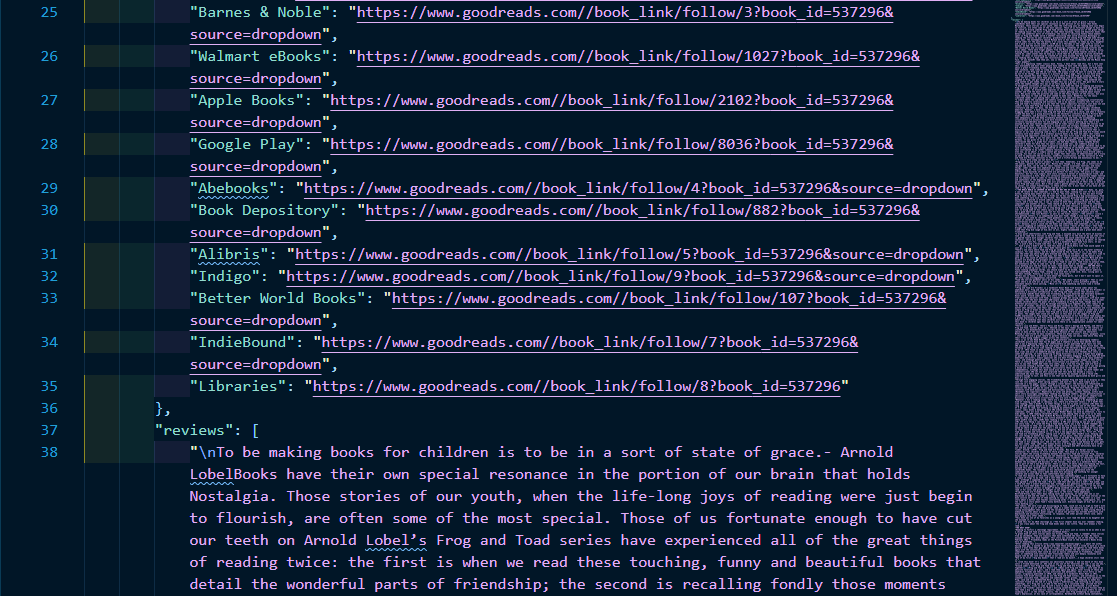 25 "Barnes & Noble": "https://www.goodreads.com//book_link/follow/3?book_id=537296&
source=dropdown",
26 "Walmart eBooks": "https://www.goodreads.com//book_link/follow/1027?book_id=537296&
source=dropdown",
27 "Apple Books": "https://www.goodreads.com//book_link/follow/2102?book_id=537296&
source=dropdown",
28 "Google Play": "https://www.goodreads.com//book_link/follow/8036?book_id=537296&
source=dropdown",
29 "Abebooks": "https://www.goodreads.com//book_link/follow/4?book_id=537296&source=dropdown",
30 "Book Depository": "https://www.goodreads.com//book_link/follow/882?book_id=537296&
source=dropdown",
31 "Alibris": "https://www.goodreads.com//book_link/follow/5?book_id=537296&source=dropdown",
32 "Indigo": "https://www.goodreads.com//book_link/follow/9?book_id=537296&source=dropdown",
33 "Better World Books": "https://www.goodreads.com//book_link/follow/107?book_id=537296&
source=dropdown",
34 "IndieBound": "https://www.goodreads.com//book_link/follow/7?book_id=537296&
source=dropdown",
35 "Libraries": "https://www.goodreads.com//book_link/follow/8?book_id=537296"
36 },
37 "reviews": [
38 "\nTo be making books for children is to be in a sort of state of grace.- Arnold
LobelBooks have their own special resonance in the portion of our brain that holds
Nostalgia. Those stories of our youth, when the life-long joys of reading were just begin
to flourish, are often some of the most special. Those of us fortunate enough to have cut
our teeth on Arnold Lobel’s Frog and Toad series have experienced all of the great things
of reading twice: the first is when we read these touching, funny and beautiful books that
detail the wonderful parts of friendship; the second is recalling fondly those moments